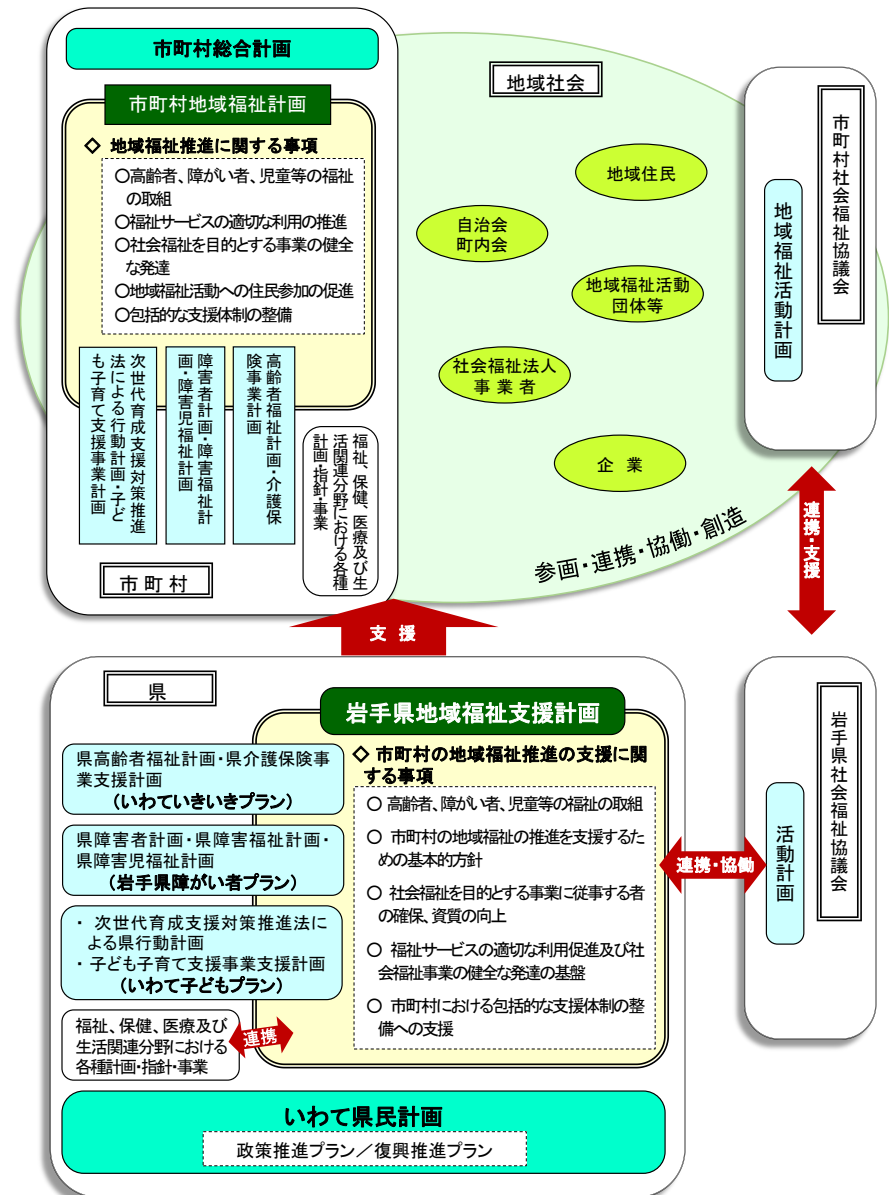 市町村総合計画
市町村地域福祉計画
◇ 地域福祉推進に関する事項
○高齢者、障がい者、児童等の福祉
の取組
○福祉サービスの適切な利用の推進
○社会福祉を目的とする事業の健全
な発達
○地域福祉活動への住民参加の促進
○包括的な支援体制の整備
次世代育成支援対策推進
法による行動計画・子ど
も子育て支援事業計画
障害者計画・障害福祉計
画・障害児福祉計画
高齢者福祉計画・介護保
険事業計画
福祉、保健、医療及び生
活関連分野における各種
計画・指針・事業
市町村
地域社会
地域住民
自治会
町内会
地域福祉活動
団体等
社会福祉法人
事業者
企業
参画・連携・協働・創造
市町村社会福祉協議会
地域福祉活動計画
連携・支援
支援
県
岩手県地域福祉支援計画
◇ 市町村の地域福祉推進の支援に関
する事項
○ 高齢者、障がい者、児童等の福祉の取組
○ 市町村の地域福祉の推進を支援するた
めの基本的方針
○ 社会福祉を目的とする事業に従事する者
の確保、資質の向上
○ 福祉サービスの適切な利用促進及び社
会福祉事業の健全な発達の基盤
○ 市町村における包括的な支援体制の整
備への支援
県高齢者福祉計画・県介護保険事
業支援計画
(いわていきいきプラン)
県障害者計画・県障害福祉計画・
県障害児福祉計画
(岩手県障がい者プラン)
・ 次世代育成支援対策推進法に
よる県行動計画
・ 子ども子育て支援事業支援計画
(いわて子どもプラン)
福祉、保健、医療及び
生活関連分野における
各種計画・指針・事業
連携
連携・協働
岩手県社会福祉協議会
活動計画
いわて県民計画
政策推進プラン／復興推進プラン